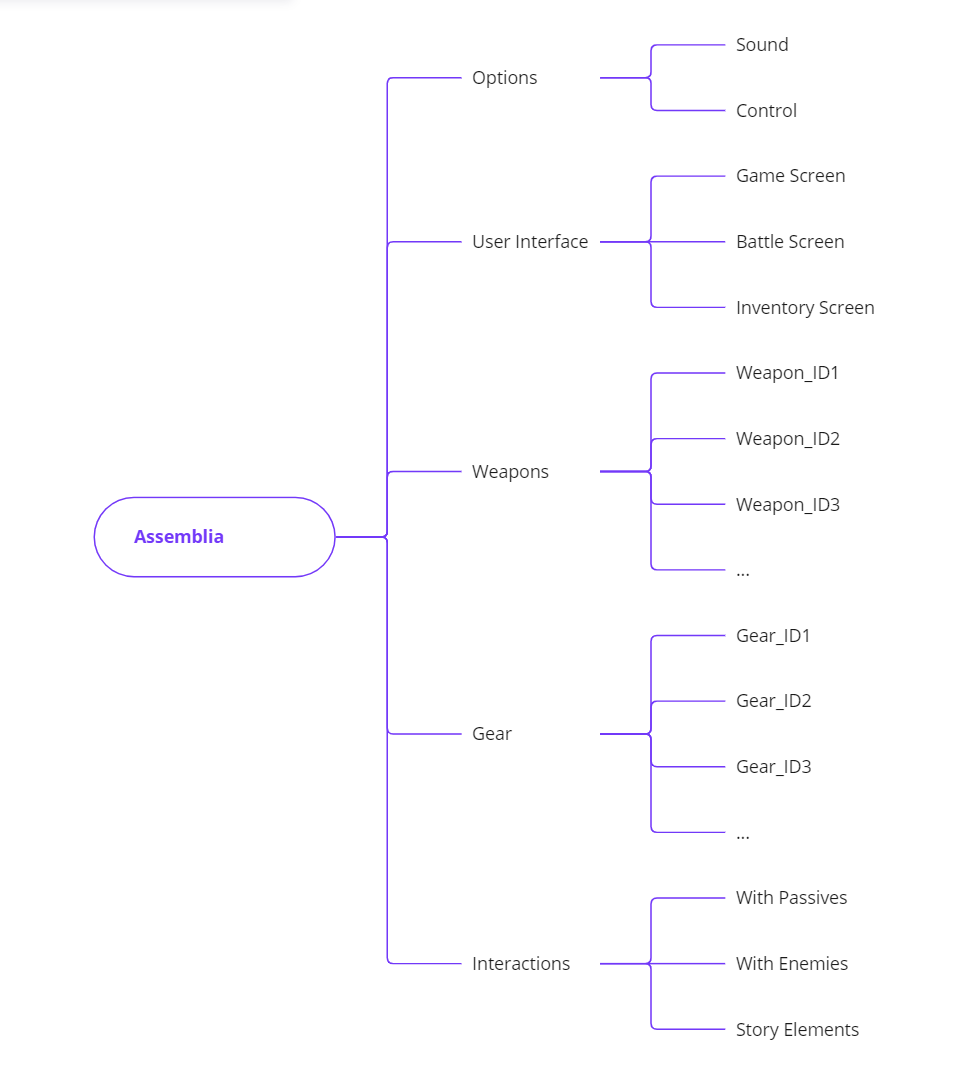 Assemblia
Options
Sound
Control
User Interface
Game Screen
Battle Screen
Inventory Screen
Weapons
Weapon_ID1
Weapon_ID2
Weapon_ID3
...
Gear
Gear_ID1
Gear_ID2
Gear_ID3
...
Interactions
With Passives
With Enemies
Story Elements